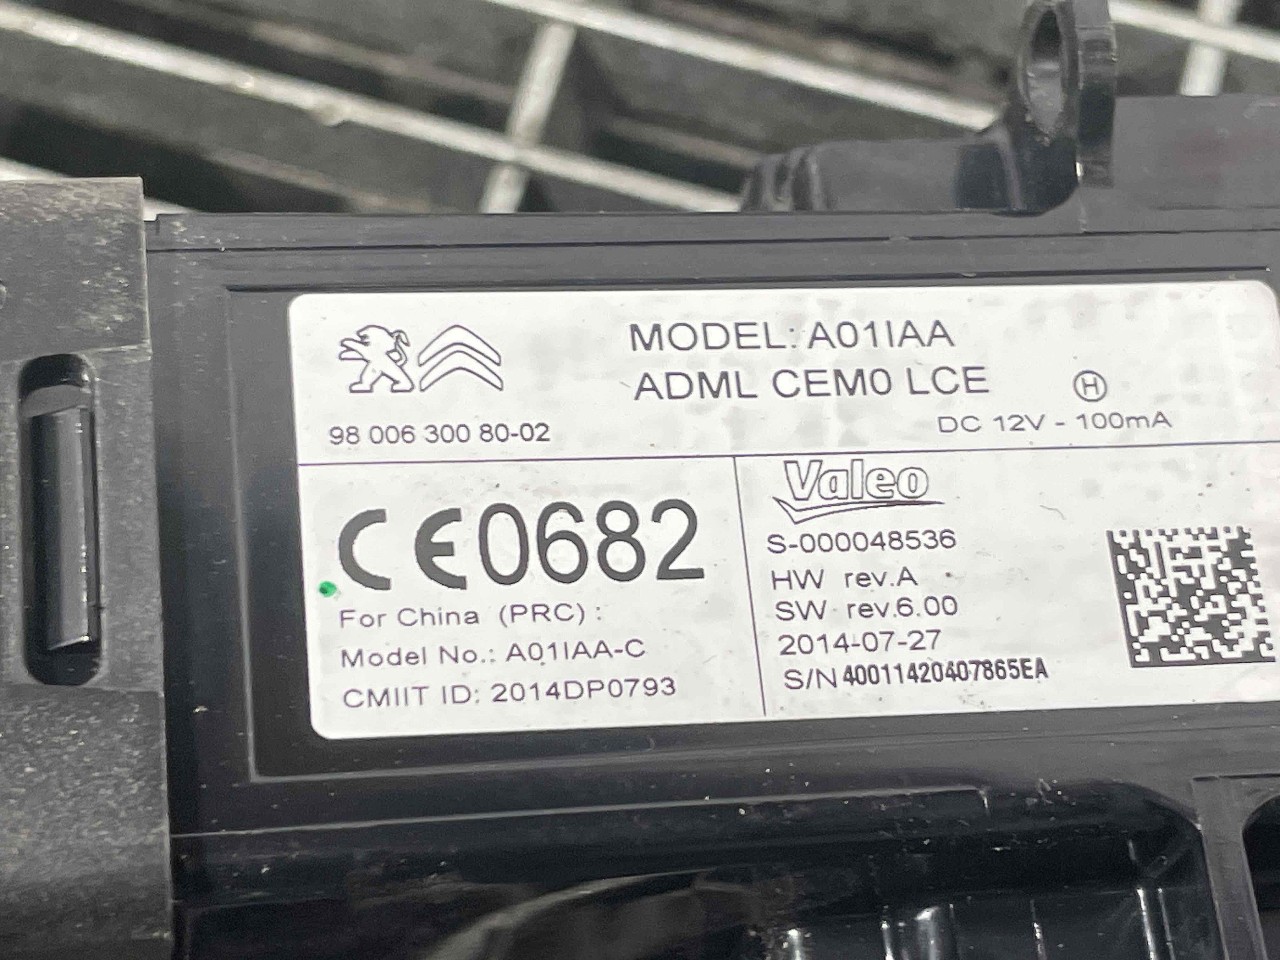 MODEL: A01IAA
ADML CEM0 LCE
Ⓗ
98 006 300 80-02
DC 12V - 100mA
CE0682
For China (PRC) :
Model No.: A01IAA-C
CMIIT ID: 2014DP0793
Valeo
S-000048536
HW rev.A
SW rev.6.00
2014-07-27
S/N 40011420407865EA